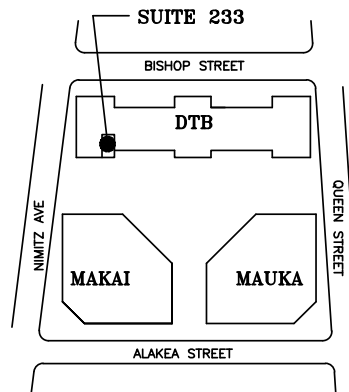 SUITE 233
BISHOP STREET
DTB
NIMITZ AVE
QUEEN STREET
MAKAI
MAUKA
ALAKEA STREET